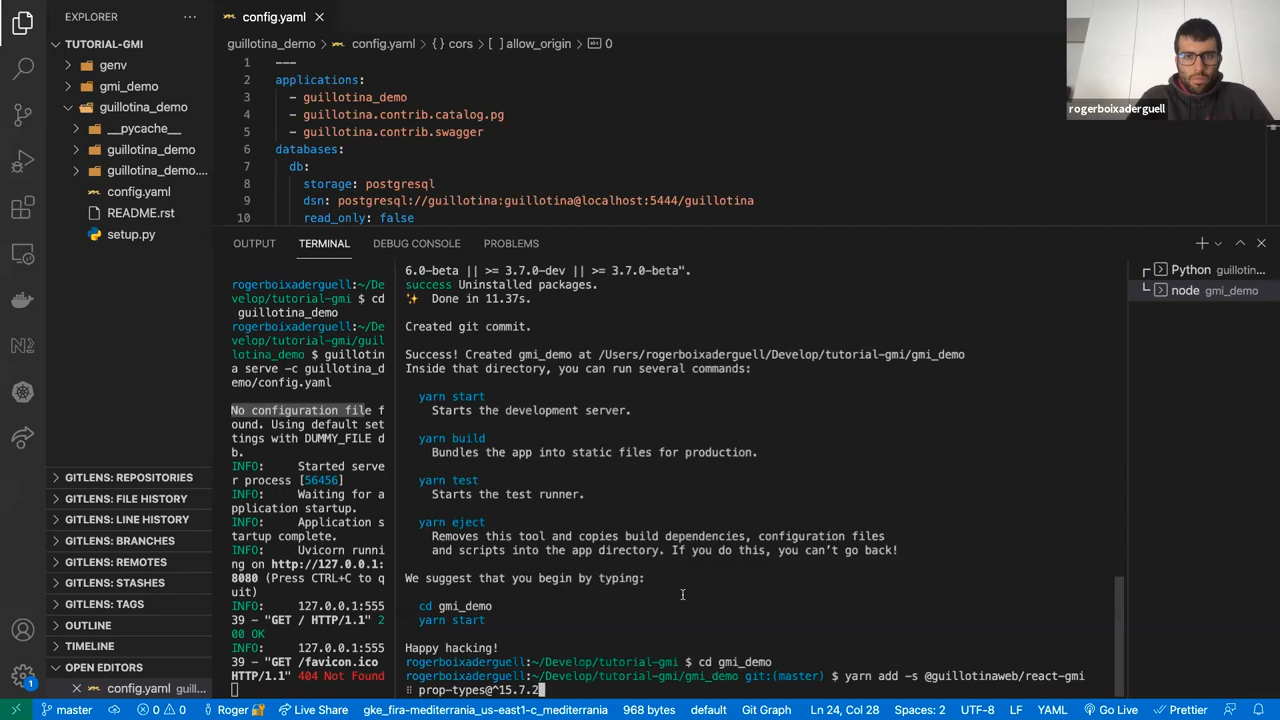 EXPLORER
TUTORIAL-GMI
genv
gmi_demo
guillotina_demo
__pycache__
guillotina_demo
guillotina_demo....
config.yaml
README.rst
setup.py
GITLENS: REPOSITORIES
GITLENS: FILE HISTORY
GITLENS: LINE HISTORY
GITLENS: BRANCHES
GITLENS: REMOTES
GITLENS: STASHES
GITLENS: TAGS
OUTLINE
TIMELINE
OPEN EDITORS
config.yaml guill...
config.yaml
guillotina_demo > config.yaml > {} cors > [ ] allow_origin > abc 0
1 ---
2 applications:
3 - guillotina_demo
4 - guillotina.contrib.catalog.pg
5 - guillotina.contrib.swagger
6 databases:
7 db:
8 storage: postgresql
9 dsn: postgresql://guillotina:guillotina@localhost:5444/guillotina
10 read_only: false
rogerboixaderguell
OUTPUT TERMINAL DEBUG CONSOLE PROBLEMS
rogerboixaderguell:~/De
velop/tutorial-gmi $ cd
guillotina_demo
rogerboixaderguell:~/De
velop/tutorial-gmi/guil
lotina_demo $ guillotin
a serve -c guillotina_d
emo/config.yaml
No configuration file f
ound. Using default set
tings with DUMMY_FILE d
b.
INFO: Started serve
r process [56456]
INFO: Waiting for a
pplication startup.
INFO: Application s
tartup complete.
INFO: Uvicorn runni
ng on http://127.0.0.1:
8080 (Press CTRL+C to q
uit)
INFO: 127.0.0.1:555
39 - "GET / HTTP/1.1" 2
00 OK
INFO: 127.0.0.1:555
39 - "GET /favicon.ico
HTTP/1.1" 404 Not Found
6.0-beta || >= 3.7.0-dev || >= 3.7.0-beta".
success Uninstalled packages.
✨ Done in 11.37s.
Created git commit.
Success! Created gmi_demo at /Users/rogerboixaderguell/Develop/tutorial-gmi/gmi_demo
Inside that directory, you can run several commands:
yarn start
Starts the development server.
yarn build
Bundles the app into static files for production.
yarn test
Starts the test runner.
yarn eject
Removes this tool and copies build dependencies, configuration files
and scripts into the app directory. If you do this, you can't go back!
We suggest that you begin by typing:
cd gmi_demo
yarn start
Happy hacking!
rogerboixaderguell:~/Develop/tutorial-gmi $ cd gmi_demo
rogerboixaderguell:~/Develop/tutorial-gmi/gmi_demo git:(master) $ yarn add -s @guillotinaweb/react-gmi
⠿ prop-types@^15.7.2
Python guillotin...
node gmi_demo
N2
1
master 0 0 Roger Live Share gke_fira-mediterrania_us-east1-c_mediterrania 968 bytes default Git Graph Ln 24, Col 28 Spaces: 2 UTF-8 LF YAML Go Live Prettier